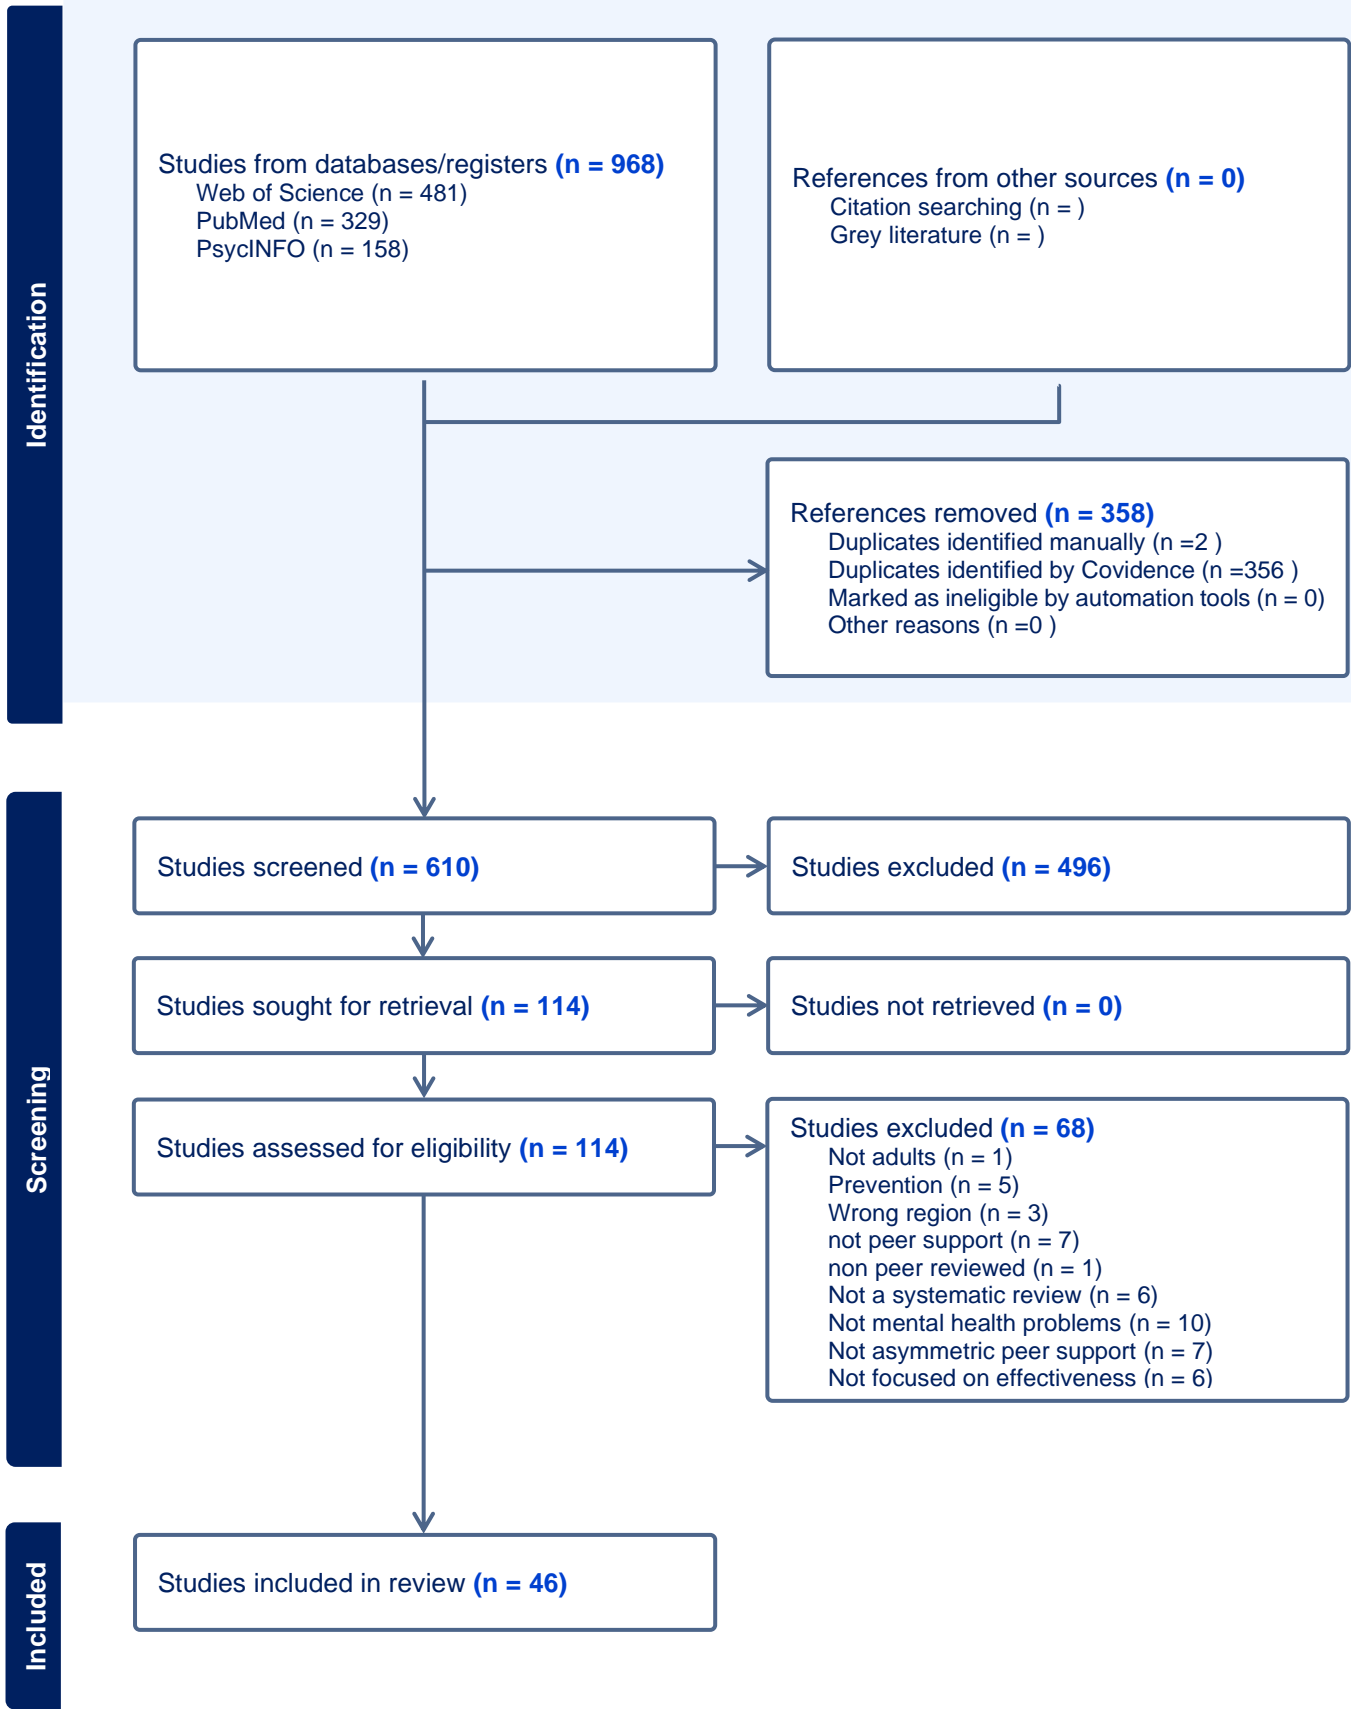 Identification
Studies from databases/registers (n = 968)
Web of Science (n = 481)
PubMed (n = 329)
PsycINFO (n = 158)
References from other sources (n = 0)
Citation searching (n = )
Grey literature (n = )
References removed (n = 358)
Duplicates identified manually (n =2 )
Duplicates identified by Covidence (n =356 )
Marked as ineligible by automation tools (n = 0)
Other reasons (n =0 )
Screening
Studies screened (n = 610)
Studies excluded (n = 496)
Studies sought for retrieval (n = 114)
Studies not retrieved (n = 0)
Studies assessed for eligibility (n = 114)
Studies excluded (n = 68)
Not adults (n = 1)
Prevention (n = 5)
Wrong region (n = 3)
not peer support (n = 7)
non peer reviewed (n = 1)
Not a systematic review (n = 6)
Not mental health problems (n = 10)
Not asymmetric peer support (n = 7)
Not focused on effectiveness (n = 6)
Included
Studies included in review (n = 46)